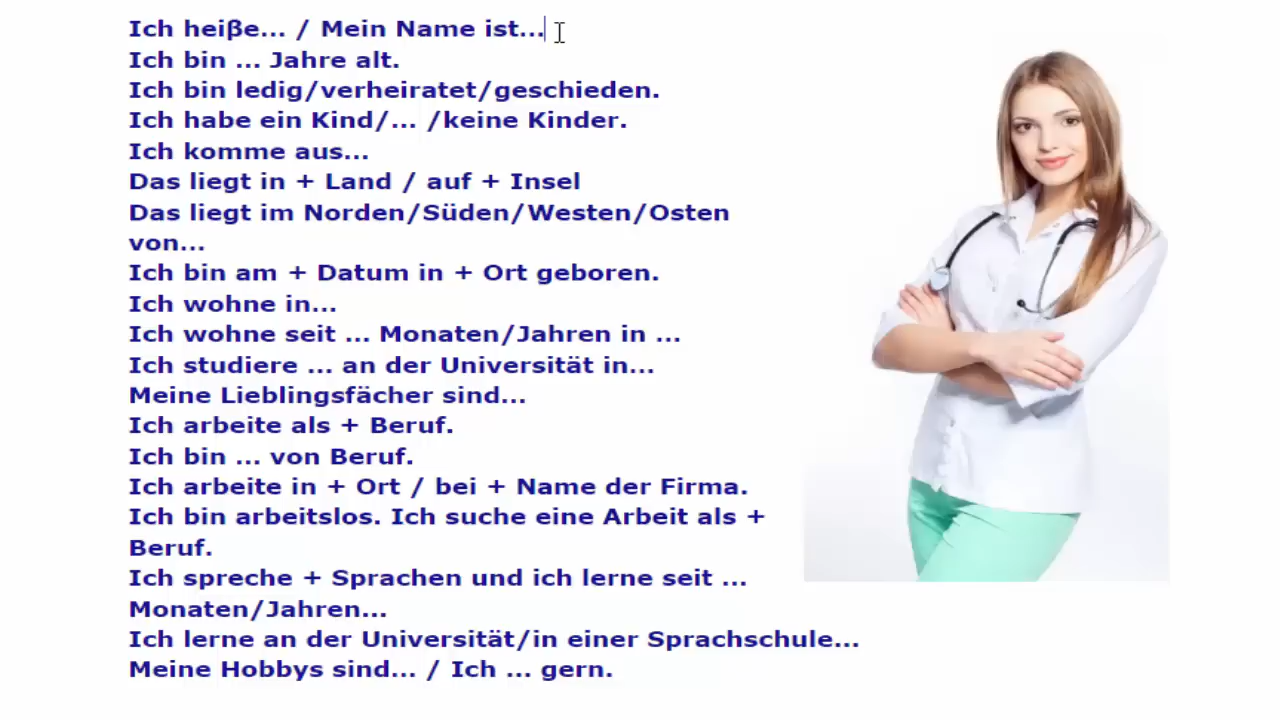 Ich heiße... / Mein Name ist...
Ich bin ... Jahre alt.
Ich bin ledig/verheiratet/geschieden.
Ich habe ein Kind/... /keine Kinder.
Ich komme aus...
Das liegt in + Land / auf + Insel
Das liegt im Norden/Süden/Westen/Osten
von...
Ich bin am + Datum in + Ort geboren.
Ich wohne in...
Ich wohne seit ... Monaten/Jahren in ...
Ich studiere ... an der Universität in...
Meine Lieblingsfächer sind...
Ich arbeite als + Beruf.
Ich bin ... von Beruf.
Ich arbeite in + Ort / bei + Name der Firma.
Ich bin arbeitslos. Ich suche eine Arbeit als +
Beruf.
Ich spreche + Sprachen und ich lerne seit ...
Monaten/Jahren...
Ich lerne an der Universität/in einer Sprachschule...
Meine Hobbys sind... / Ich ... gern.